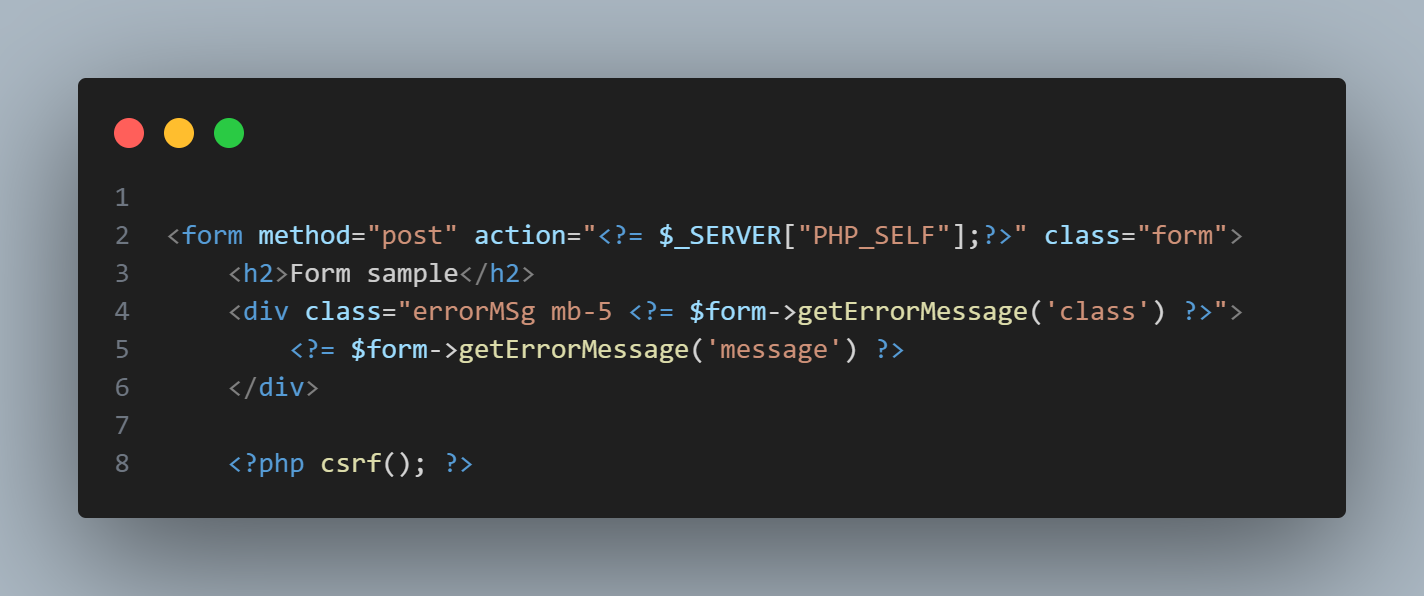 1
2 <form method="post" action="<?= $_SERVER["PHP_SELF"];?>" class="form">
3     <h2>Form sample</h2>
4     <div class="errorMSg mb-5 <?= $form->getErrorMessage('class') ?>">
5         <?= $form->getErrorMessage('message') ?>
6     </div>
7
8     <?php csrf(); ?>